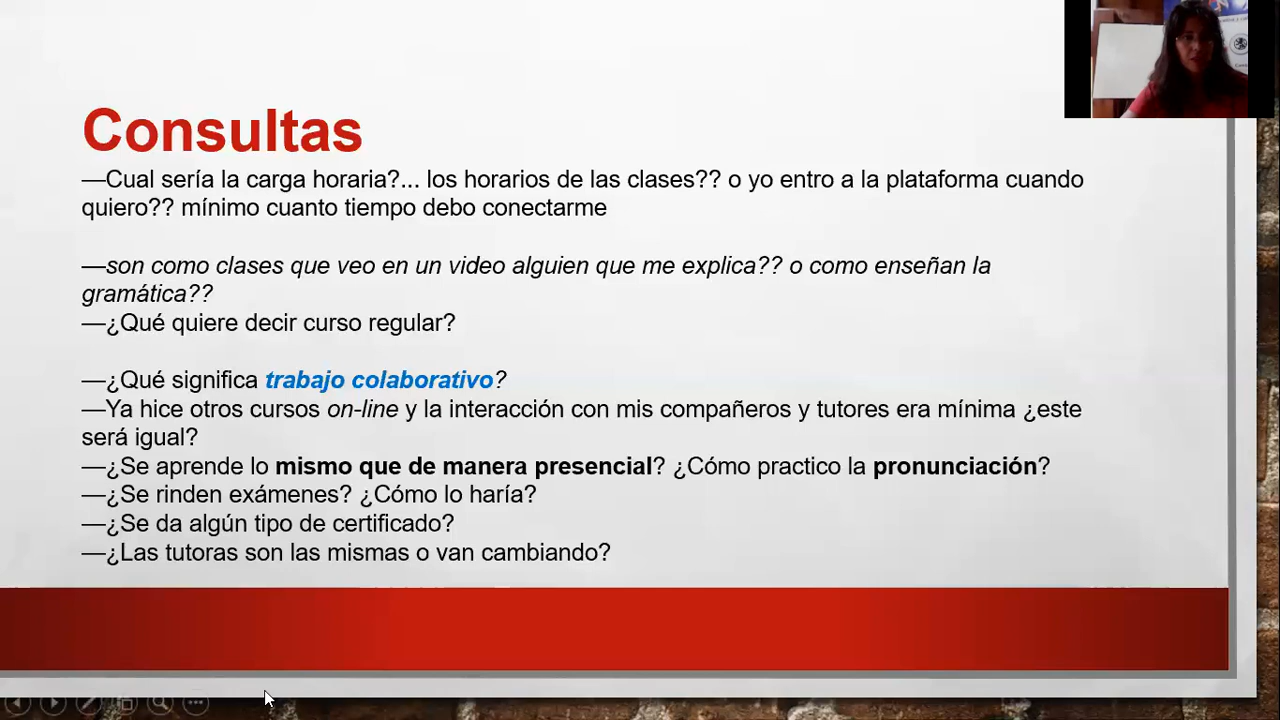 Consultas
—Cual sería la carga horaria?... los horarios de las clases?? o yo entro a la plataforma cuando
quiero?? mínimo cuanto tiempo debo conectarme
—son como clases que veo en un video alguien que me explica?? o como enseñan la
gramática??
—¿Qué quiere decir curso regular?
—¿Qué significa trabajo colaborativo?
—Ya hice otros cursos on-line y la interacción con mis compañeros y tutores era mínima ¿este
será igual?
—¿Se aprende lo mismo que de manera presencial? ¿Cómo practico la pronunciación?
—¿Se rinden exámenes? ¿Cómo lo haría?
—¿Se da algún tipo de certificado?
—¿Las tutoras son las mismas o van cambiando?